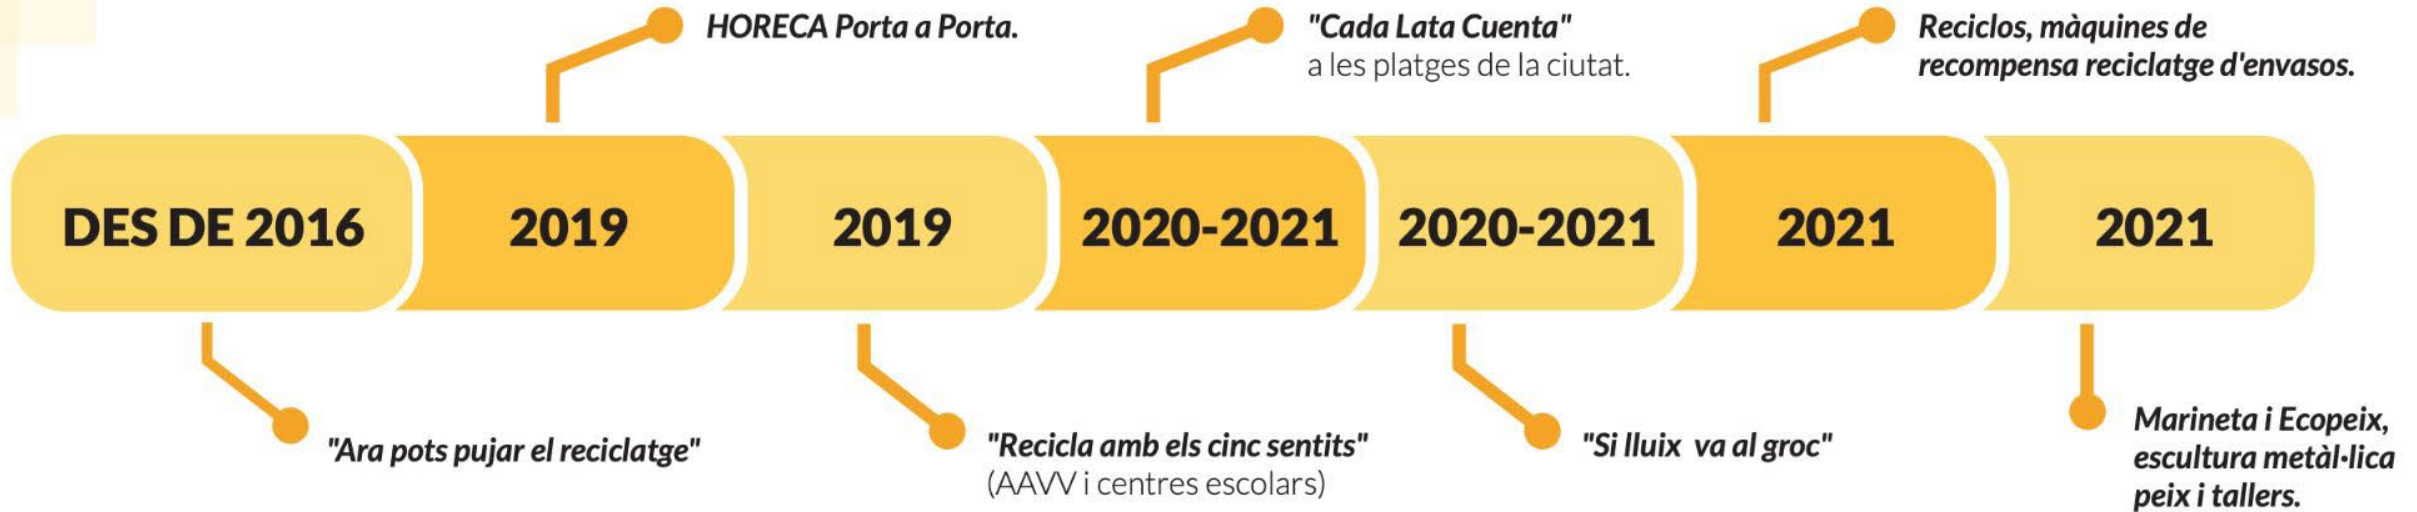 HORECA Porta a Porta.
"Cada Lata Cuenta"
a les platges de la ciutat.
Reciclos, màquines de
recompensa reciclatge d'envasos.
DES DE 2016
2019
2019
2020-2021
2020-2021
2021
2021
"Ara pots pujar el reciclatge"
"Recicla amb els cinc sentits"
(AAVV i centres escolars)
"Si lluix va al groc"
Marineta i Ecopeix,
escultura metàl·lica
peix i tallers.